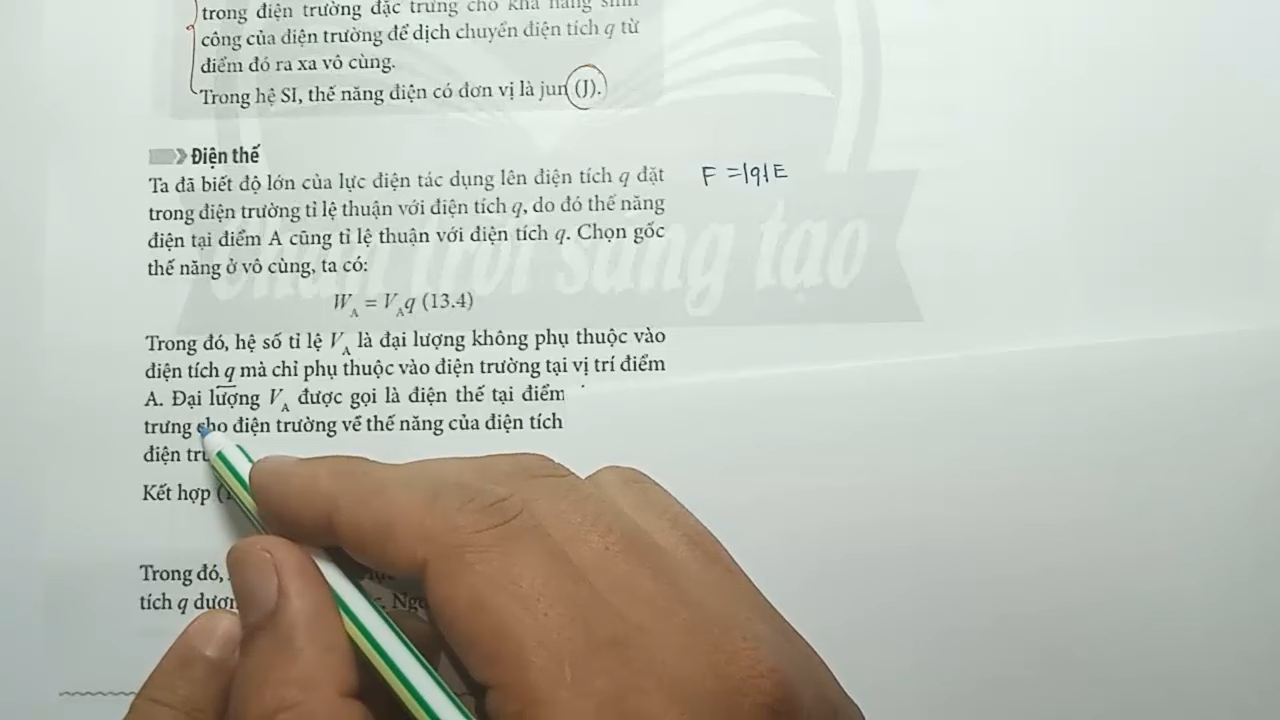 trong điện trường đặc trưng cho khả năng sinh
công của điện trường để dịch chuyển điện tích q từ
điểm đó ra xa vô cùng.
Trong hệ SI, thế năng điện có đơn vị là jun (J).
Điện thế
Ta đã biết độ lớn của lực điện tác dụng lên điện tích q đặt
trong điện trường tỉ lệ thuận với điện tích q, do đó thế năng
điện tại điểm A cũng tỉ lệ thuận với điện tích q. Chọn gốc
thế năng ở vô cùng, ta có:
F = |q|E
W_A = V_A q (13.4)
Trong đó, hệ số tỉ lệ V_A là đại lượng không phụ thuộc vào
điện tích q mà chỉ phụ thuộc vào điện trường tại vị trí điểm
A. Đại lượng V_A được gọi là điện thế tại điểm
trưng cho điện trường về thế năng của điện tích
điện
Kết hợp
Trong đó,
tích q
Chân trời sáng tạo